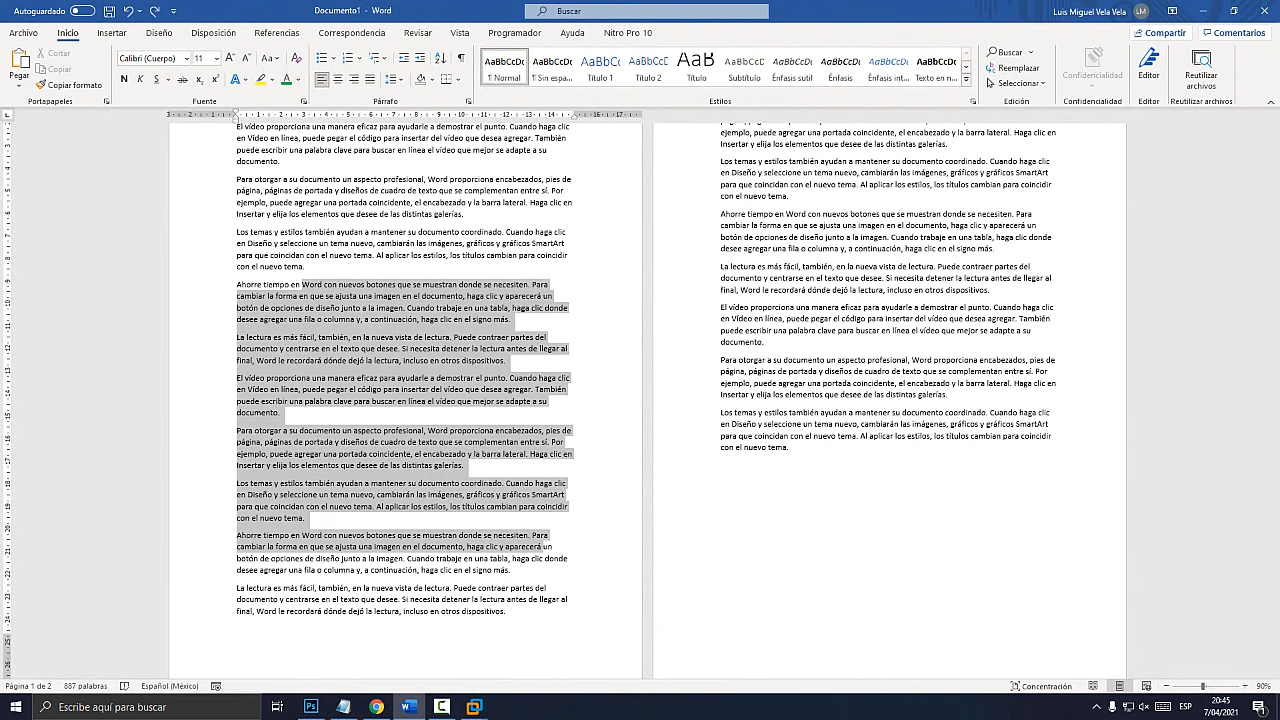 Autoguardado
Documento1 - Word
Buscar
Luis Miguel Vela Vela
LM
Archivo Inicio Insertar Diseño Disposición Referencias Correspondencia Revisar Vista Programador Ayuda Nitro Pro 10
Compartir Comentarios
Pegar
Cortar
Copiar
Copiar formato
Portapapeles
Calibri (Cuerpo) 11
N K S
Fuente
Párrafo
AaBbCcDc ¶ Normal
AaBbCcDc ¶ Sin espa...
AaBbCc Título 1
AaBbCcD Título 2
AaB Título
AaBbCcD Subtítulo
AaBbCcDi Énfasis sutil
AaBbCcDi Énfasis
AaBbCcDi Énfasis int...
AaBbCcDc Texto en n...
Estilos
Buscar
Reemplazar
Seleccionar
Edición
Confidencialidad
Confidencialidad
Editor
Editor
Reutilizar archivos
Reutilizar archivos
El vídeo proporciona una manera eficaz para ayudarle a demostrar el punto. Cuando haga clic
en Vídeo en línea, puede pegar el código para insertar del vídeo que desea agregar. También
puede escribir una palabra clave para buscar en línea el vídeo que mejor se adapte a su
documento.
Para otorgar a su documento un aspecto profesional, Word proporciona encabezados, pies de
página, páginas de portada y diseños de cuadro de texto que se complementan entre sí. Por
ejemplo, puede agregar una portada coincidente, el encabezado y la barra lateral. Haga clic en
Insertar y elija los elementos que desee de las distintas galerías.
Los temas y estilos también ayudan a mantener su documento coordinado. Cuando haga clic
en Diseño y seleccione un tema nuevo, cambiarán las imágenes, gráficos y gráficos SmartArt
para que coincidan con el nuevo tema. Al aplicar los estilos, los títulos cambian para coincidir
con el nuevo tema.
Ahorre tiempo en Word con nuevos botones que se muestran donde se necesiten. Para
cambiar la forma en que se ajusta una imagen en el documento, haga clic y aparecerá un
botón de opciones de diseño junto a la imagen. Cuando trabaje en una tabla, haga clic donde
desee agregar una fila o columna y, a continuación, haga clic en el signo más.
La lectura es más fácil, también, en la nueva vista de lectura. Puede contraer partes del
documento y centrarse en el texto que desee. Si necesita detener la lectura antes de llegar al
final, Word le recordará dónde dejó la lectura, incluso en otros dispositivos.
El vídeo proporciona una manera eficaz para ayudarle a demostrar el punto. Cuando haga clic
en Vídeo en línea, puede pegar el código para insertar del vídeo que desea agregar. También
puede escribir una palabra clave para buscar en línea el vídeo que mejor se adapte a su
documento.
Para otorgar a su documento un aspecto profesional, Word proporciona encabezados, pies de
página, páginas de portada y diseños de cuadro de texto que se complementan entre sí. Por
ejemplo, puede agregar una portada coincidente, el encabezado y la barra lateral. Haga clic en
Insertar y elija los elementos que desee de las distintas galerías.
Los temas y estilos también ayudan a mantener su documento coordinado. Cuando haga clic
en Diseño y seleccione un tema nuevo, cambiarán las imágenes, gráficos y gráficos SmartArt
para que coincidan con el nuevo tema. Al aplicar los estilos, los títulos cambian para coincidir
con el nuevo tema.
Ahorre tiempo en Word con nuevos botones que se muestran donde se necesiten. Para
cambiar la forma en que se ajusta una imagen en el documento, haga clic y aparecerá un
botón de opciones de diseño junto a la imagen. Cuando trabaje en una tabla, haga clic donde
desee agregar una fila o columna y, a continuación, haga clic en el signo más.
La lectura es más fácil, también, en la nueva vista de lectura. Puede contraer partes del
documento y centrarse en el texto que desee. Si necesita detener la lectura antes de llegar al
final, Word le recordará dónde dejó la lectura, incluso en otros dispositivos.
ejemplo, puede agregar una portada coincidente, el encabezado y la barra lateral. Haga clic en
Insertar y elija los elementos que desee de las distintas galerías.
Los temas y estilos también ayudan a mantener su documento coordinado. Cuando haga clic
en Diseño y seleccione un tema nuevo, cambiarán las imágenes, gráficos y gráficos SmartArt
para que coincidan con el nuevo tema. Al aplicar los estilos, los títulos cambian para coincidir
con el nuevo tema.
Ahorre tiempo en Word con nuevos botones que se muestran donde se necesiten. Para
cambiar la forma en que se ajusta una imagen en el documento, haga clic y aparecerá un
botón de opciones de diseño junto a la imagen. Cuando trabaje en una tabla, haga clic donde
desee agregar una fila o columna y, a continuación, haga clic en el signo más.
La lectura es más fácil, también, en la nueva vista de lectura. Puede contraer partes del
documento y centrarse en el texto que desee. Si necesita detener la lectura antes de llegar al
final, Word le recordará dónde dejó la lectura, incluso en otros dispositivos.
El vídeo proporciona una manera eficaz para ayudarle a demostrar el punto. Cuando haga clic
en Vídeo en línea, puede pegar el código para insertar del vídeo que desea agregar. También
puede escribir una palabra clave para buscar en línea el vídeo que mejor se adapte a su
documento.
Para otorgar a su documento un aspecto profesional, Word proporciona encabezados, pies de
página, páginas de portada y diseños de cuadro de texto que se complementan entre sí. Por
ejemplo, puede agregar una portada coincidente, el encabezado y la barra lateral. Haga clic en
Insertar y elija los elementos que desee de las distintas galerías.
Los temas y estilos también ayudan a mantener su documento coordinado. Cuando haga clic
en Diseño y seleccione un tema nuevo, cambiarán las imágenes, gráficos y gráficos SmartArt
para que coincidan con el nuevo tema. Al aplicar los estilos, los títulos cambian para coincidir
con el nuevo tema.
Página 1 de 2 887 palabras Español (México)
Concentración
90%
Escribe aquí para buscar
ESP
20:45
7/04/2021